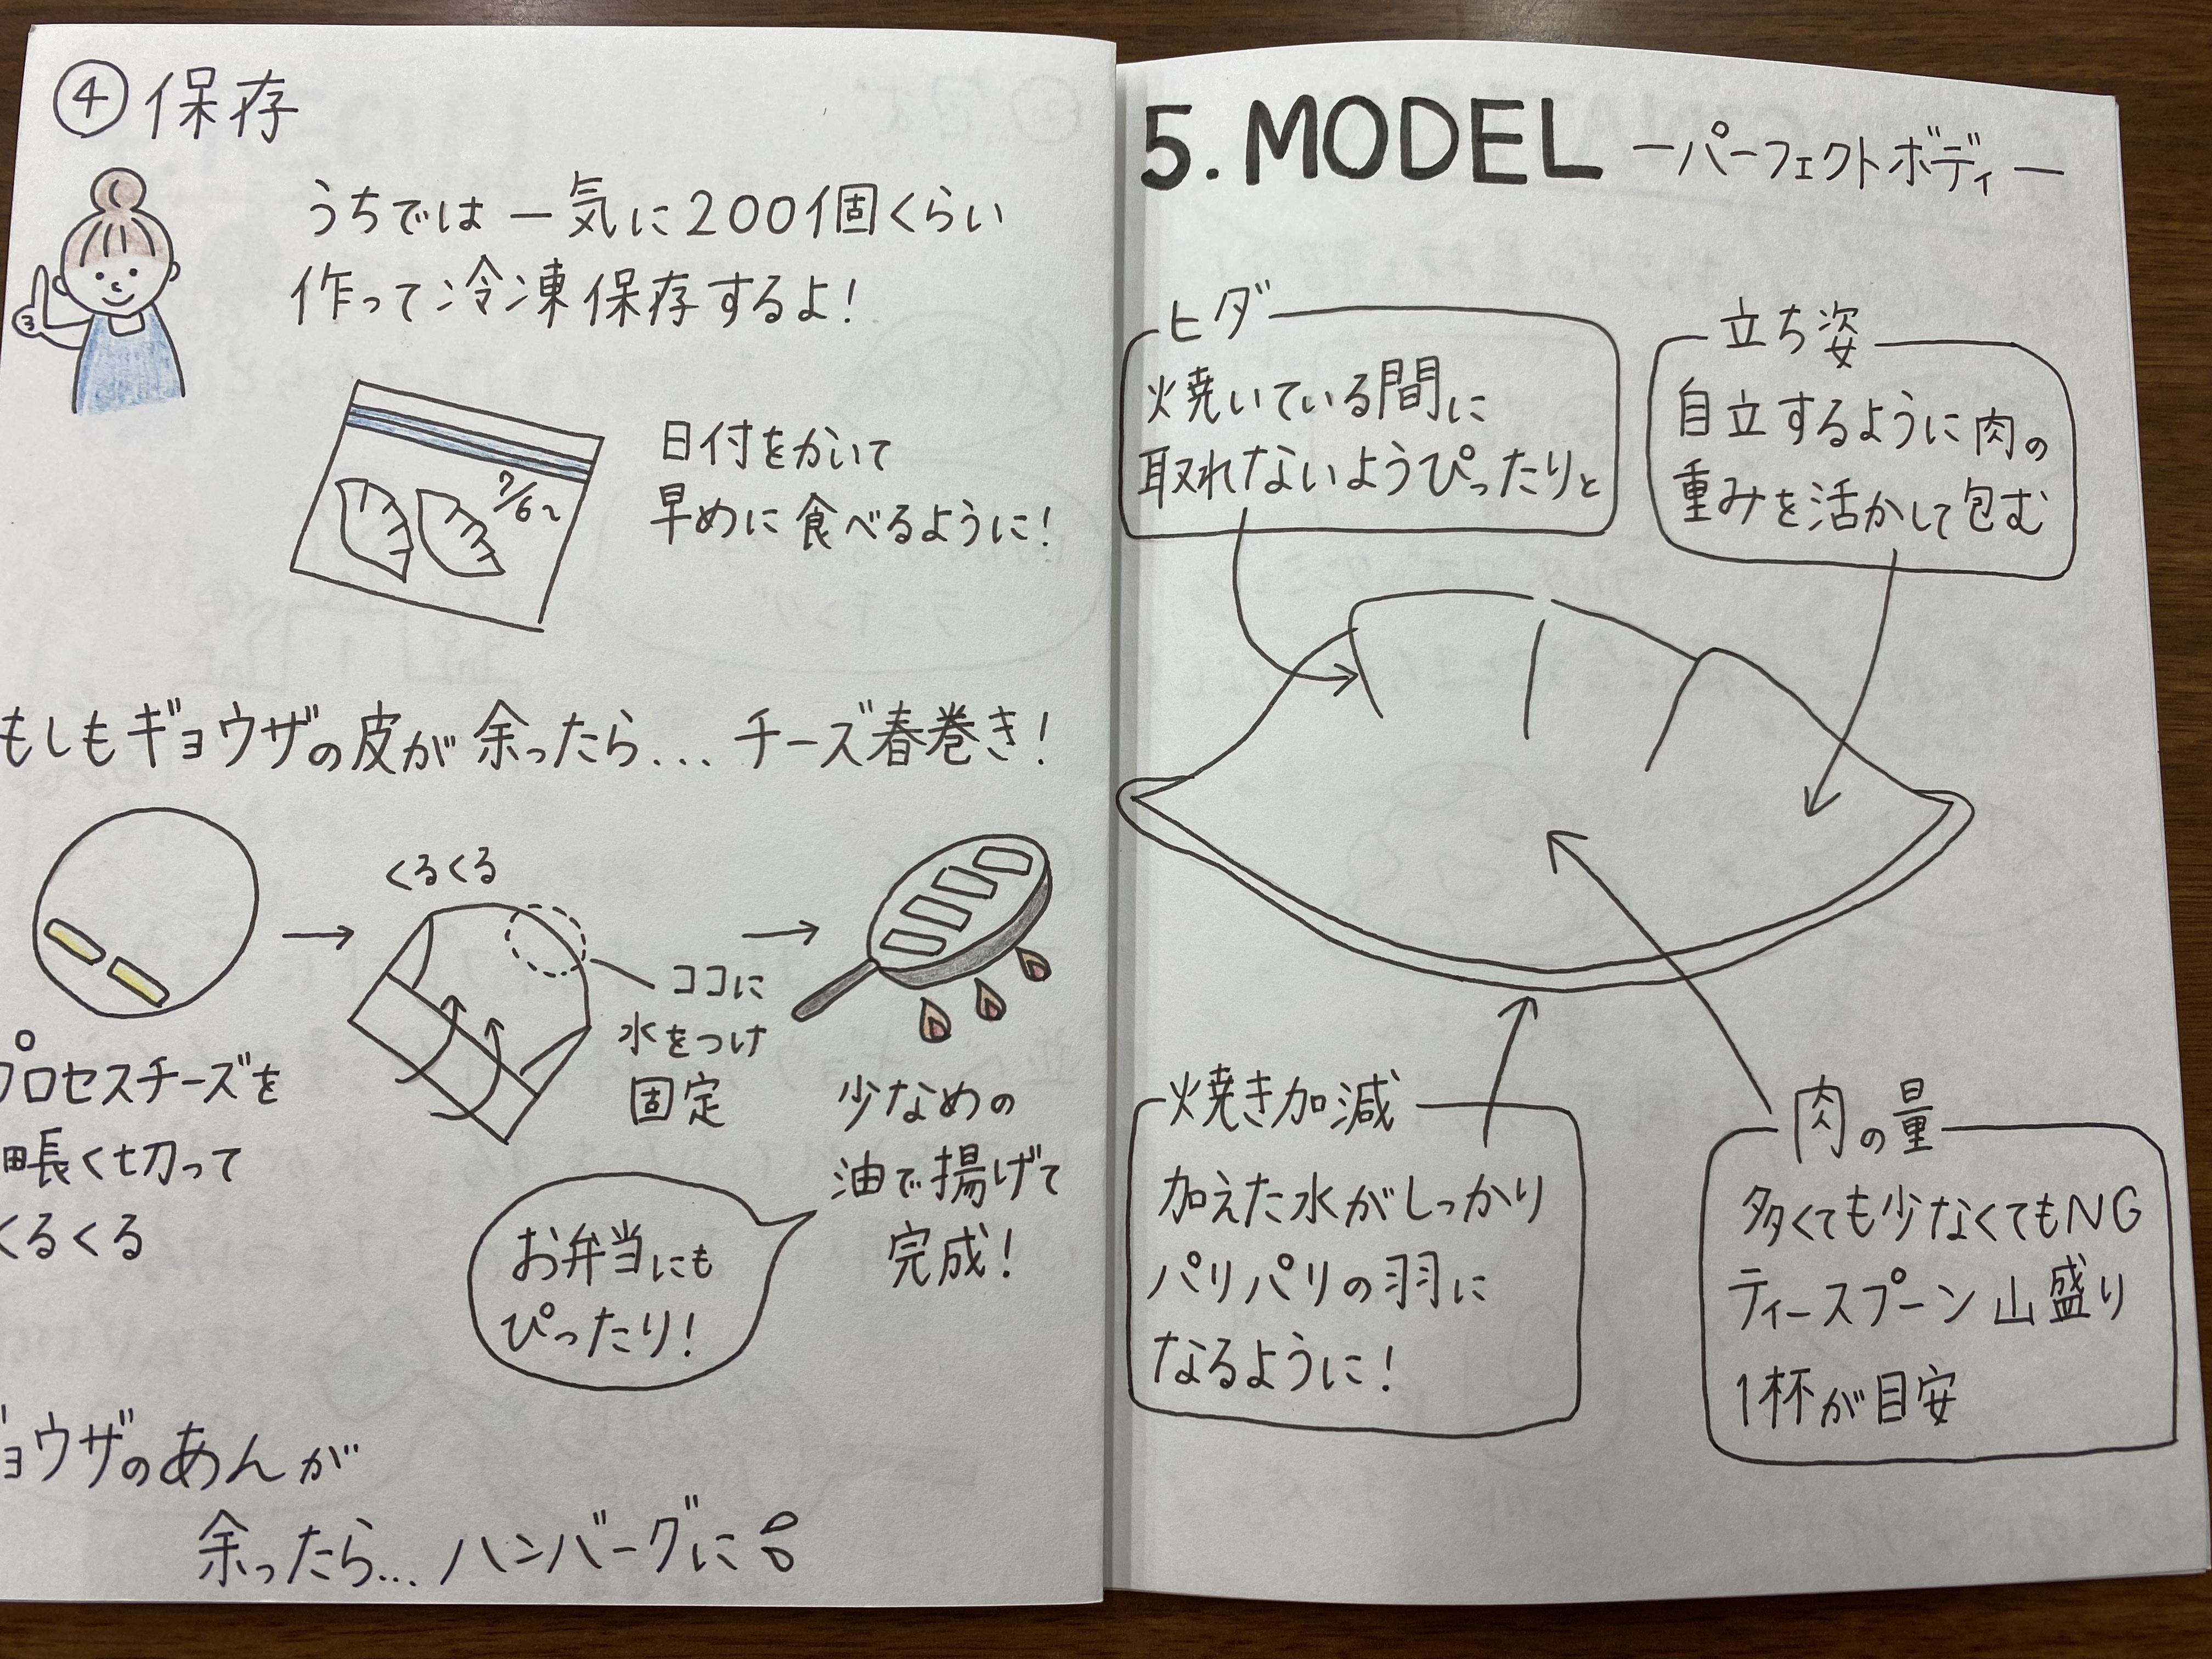 ④保存
うちでは一気に200個くらい
作って冷凍保存するよ!
日付をかいて
早めに食べるように!
もしもギョウザの皮が余ったら... チーズ春巻き!
くるくる
プロセスチーズを
く切って
くるくる
ココに
水をつけ
固定
少なめの
油で揚げて
完成!
お弁当にも
ぴったり!
ョウザのあんが
余ったら... ハンバーグに
5.MODEL ーパーフェクトボディー
ヒダ
焼いている間に
取れないようぴったりと
立ち姿
自立するように肉の
重みを活かして包む
焼き加減
加えた水がしっかり
パリパリの羽に
なるように!
肉の量
多くても少なくてもNG
ティースプーン山盛り
1杯が目安